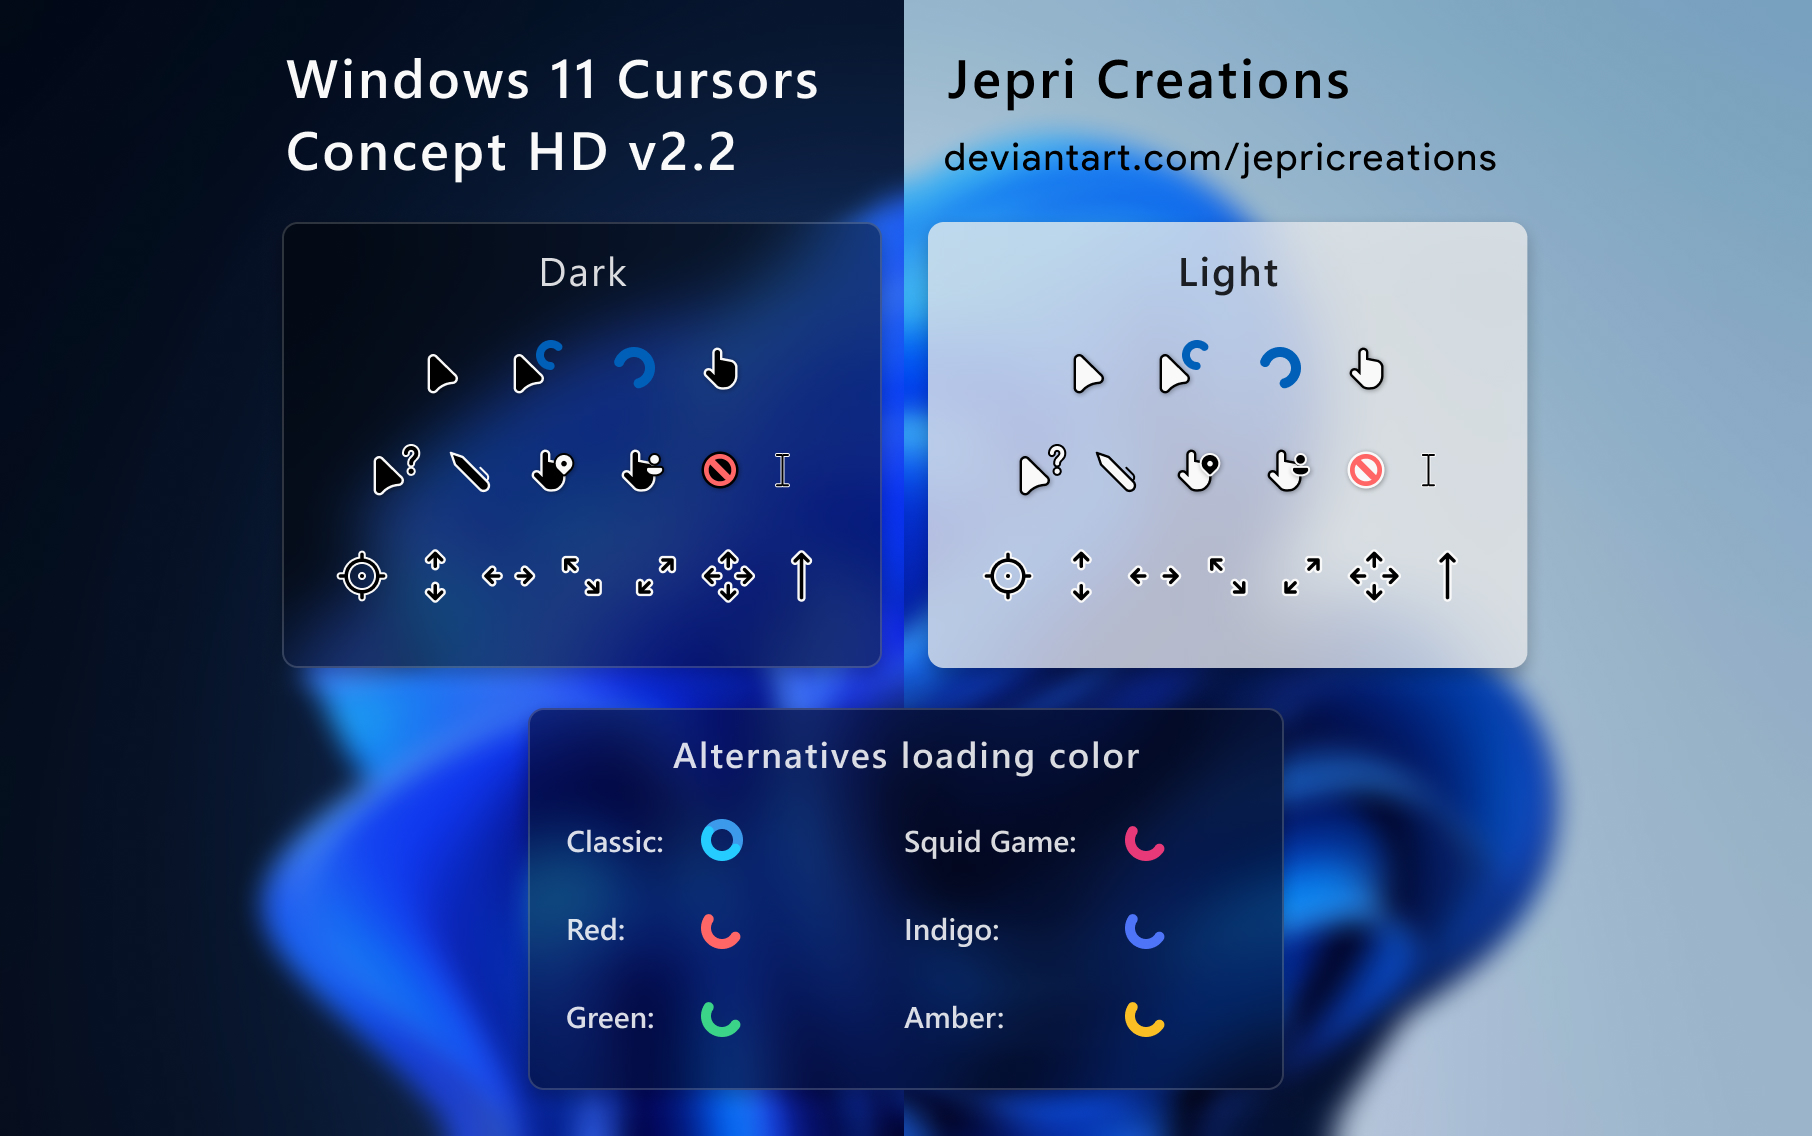 Windows 11 Cursors
Concept HD v2.2
Jepri Creations
deviantart.com/jepricreations
Dark
Light
Alternatives loading color
Classic:
Squid Game:
Red:
Indigo:
Green:
Amber: